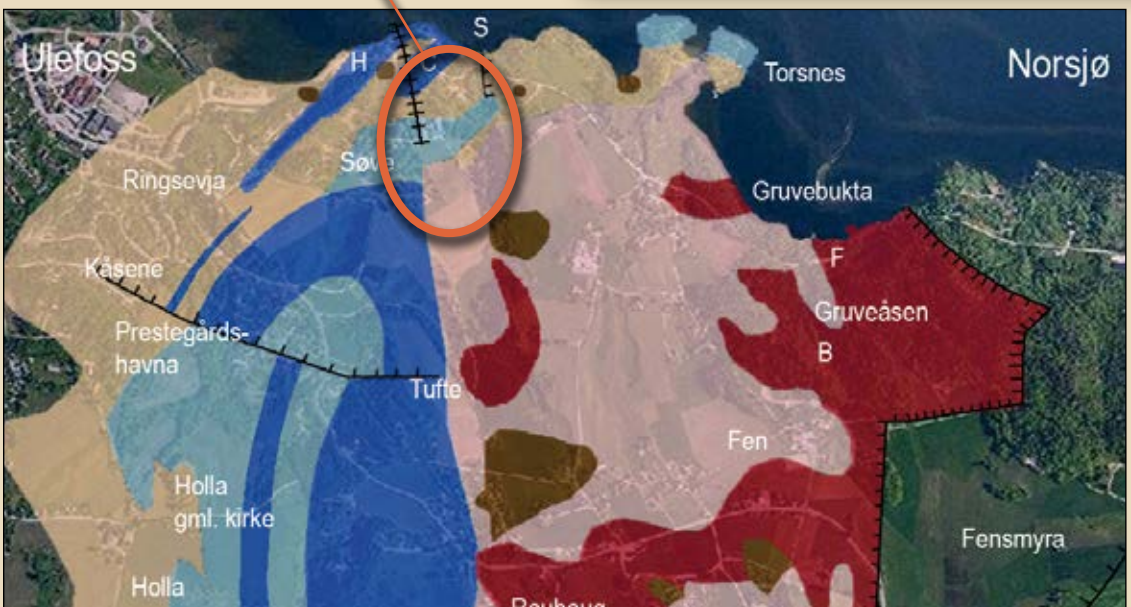 S
Ulefoss
H
C
Norsjø
Torsnes
Søve
Ringsevja
Gruvebukta
Kåsene
F
Gruveåsen
Prestegårds-
havna
B
Tufte
Fen
Holla
gml. kirke
Fensmyra
Holla